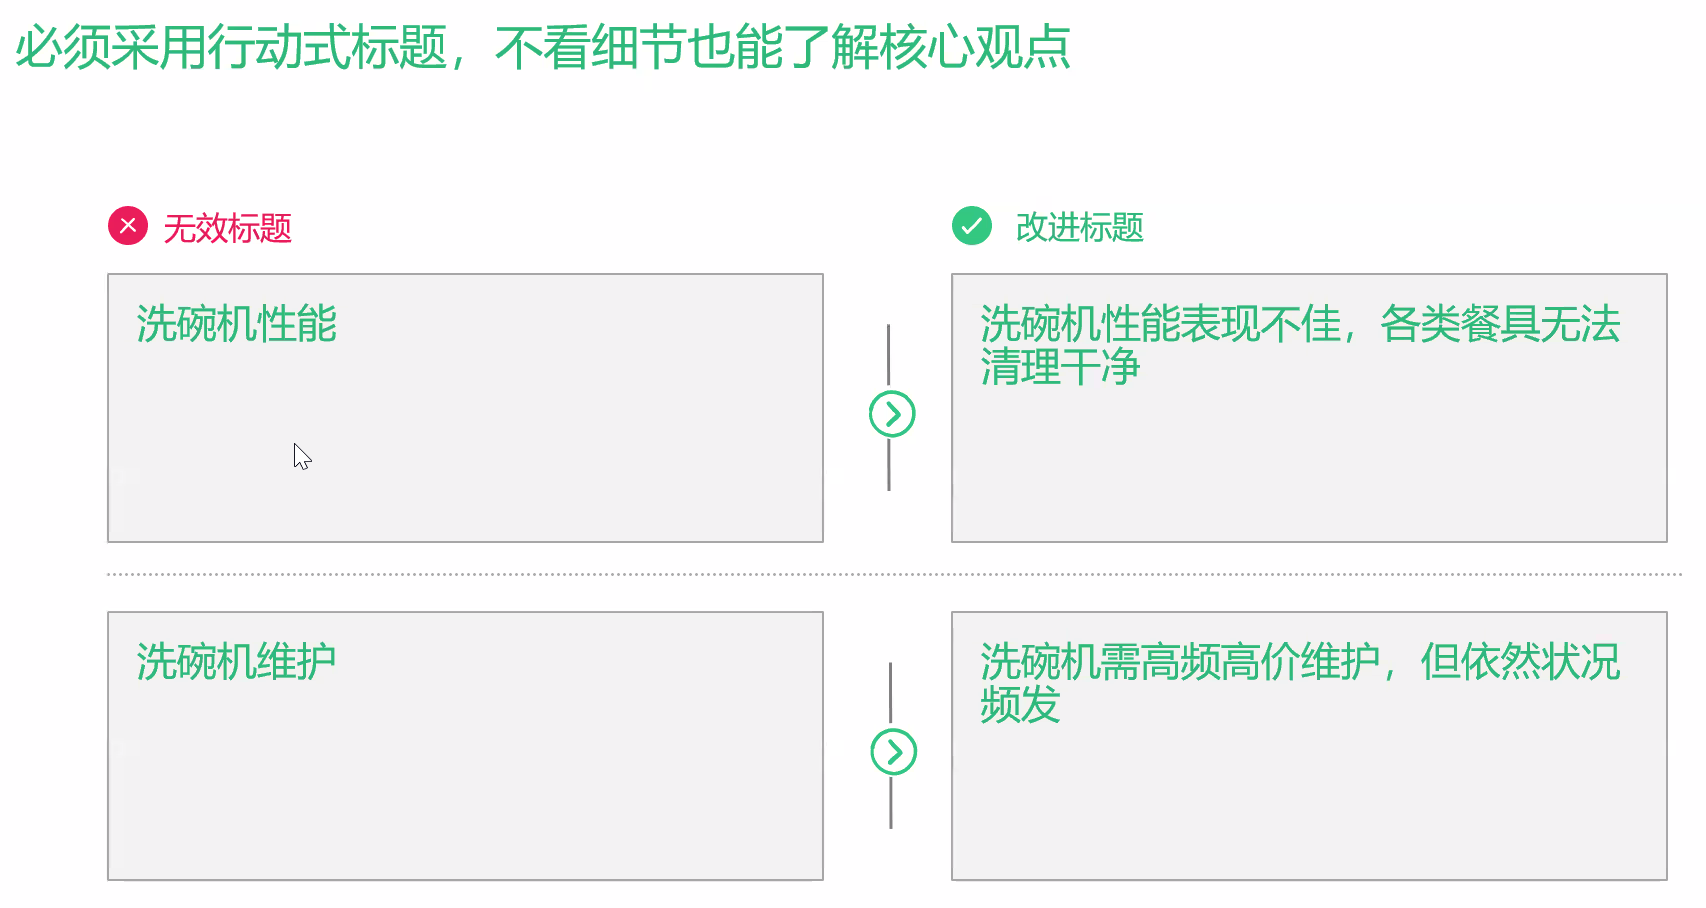 必须采用行动式标题，不看细节也能了解核心观点
无效标题
改进标题
洗碗机性能
洗碗机性能表现不佳，各类餐具无法
清理干净
洗碗机维护
洗碗机需高频高价维护，但依然状况
频发